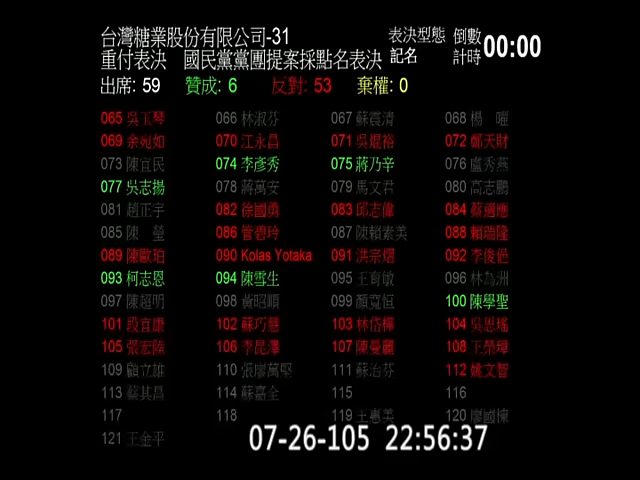 台灣糖業股份有限公司-31
重付表決 國民黨黨團提案採點名表決
表決型態 記名
倒數計時 00:00
出席: 59 贊成: 6 反對: 53 棄權: 0
065 吳玉琴 066 林淑芬 067 蘇震清 068 楊 曜
069 余宛如 070 江永昌 071 吳焜裕 072 鄭天財
073 陳宜民 074 李彥秀 075 蔣乃辛 076 盧秀燕
077 吳志揚 078 蔣萬安 079 馬文君 080 高志鵬
081 趙正宇 082 徐國勇 083 邱志偉 084 蔡適應
085 陳 瑩 086 管碧玲 087 陳賴素美 088 賴瑞隆
089 陳歐珀 090 Kolas Yotaka 091 洪宗熠 092 李俊俋
093 柯志恩 094 陳雪生 095 王育敏 096 林為洲
097 陳超明 098 黃昭順 099 顏寬恒 100 陳學聖
101 段宜康 102 蘇巧慧 103 林岱樺 104 吳思瑤
105 張宏陸 106 李昆澤 107 陳曼麗 108 王榮璋
109 顧立雄 110 張廖萬堅 111 蘇治芬 112 姚文智
113 蔡其昌 114 蘇嘉全 115 116
117 118 119 王惠美 120 廖國棟
121 王金平
07-26-105 22:56:37